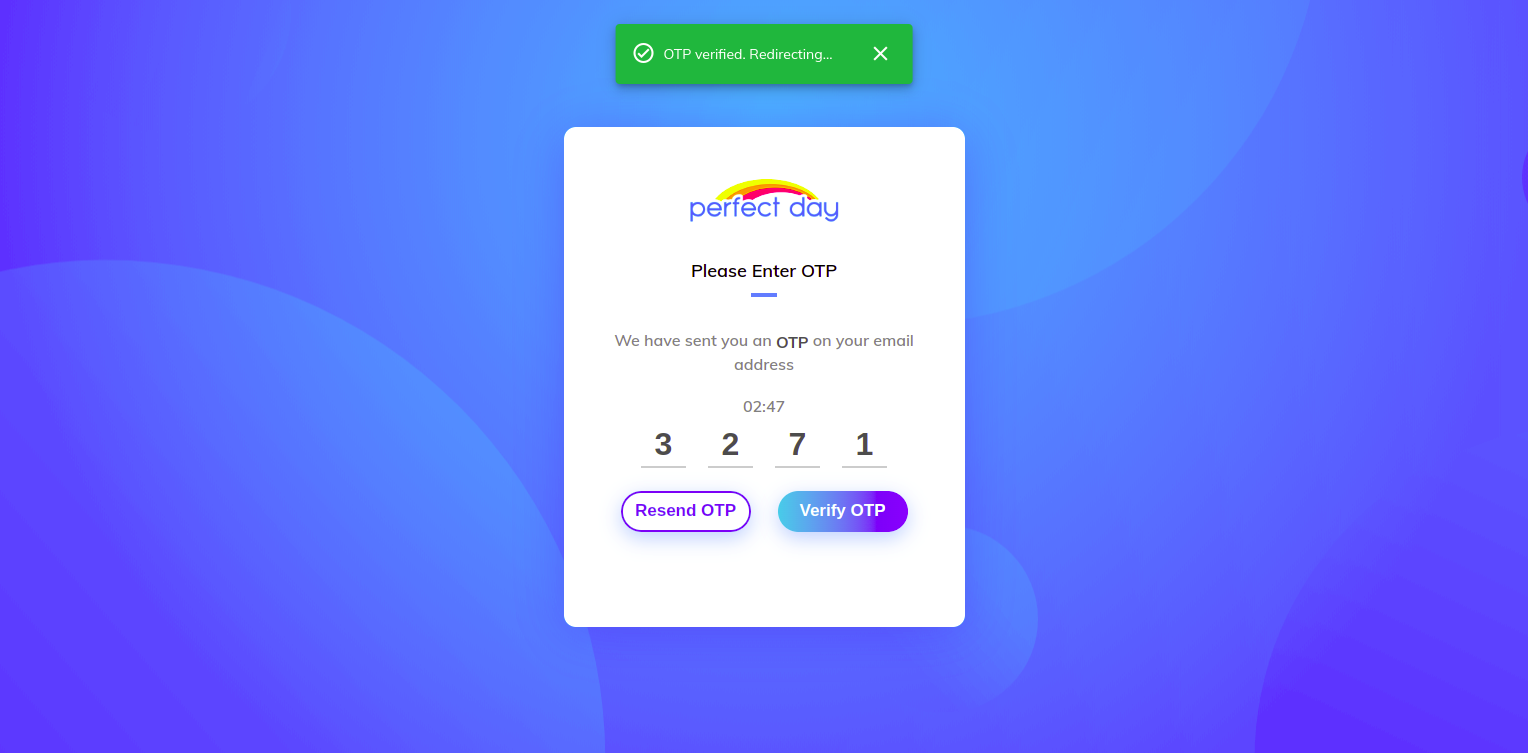 OTP verified. Redirecting...
perfect day
Please Enter OTP
We have sent you an OTP on your email
address
02:47
3 2 7 1
Resend OTP Verify OTP